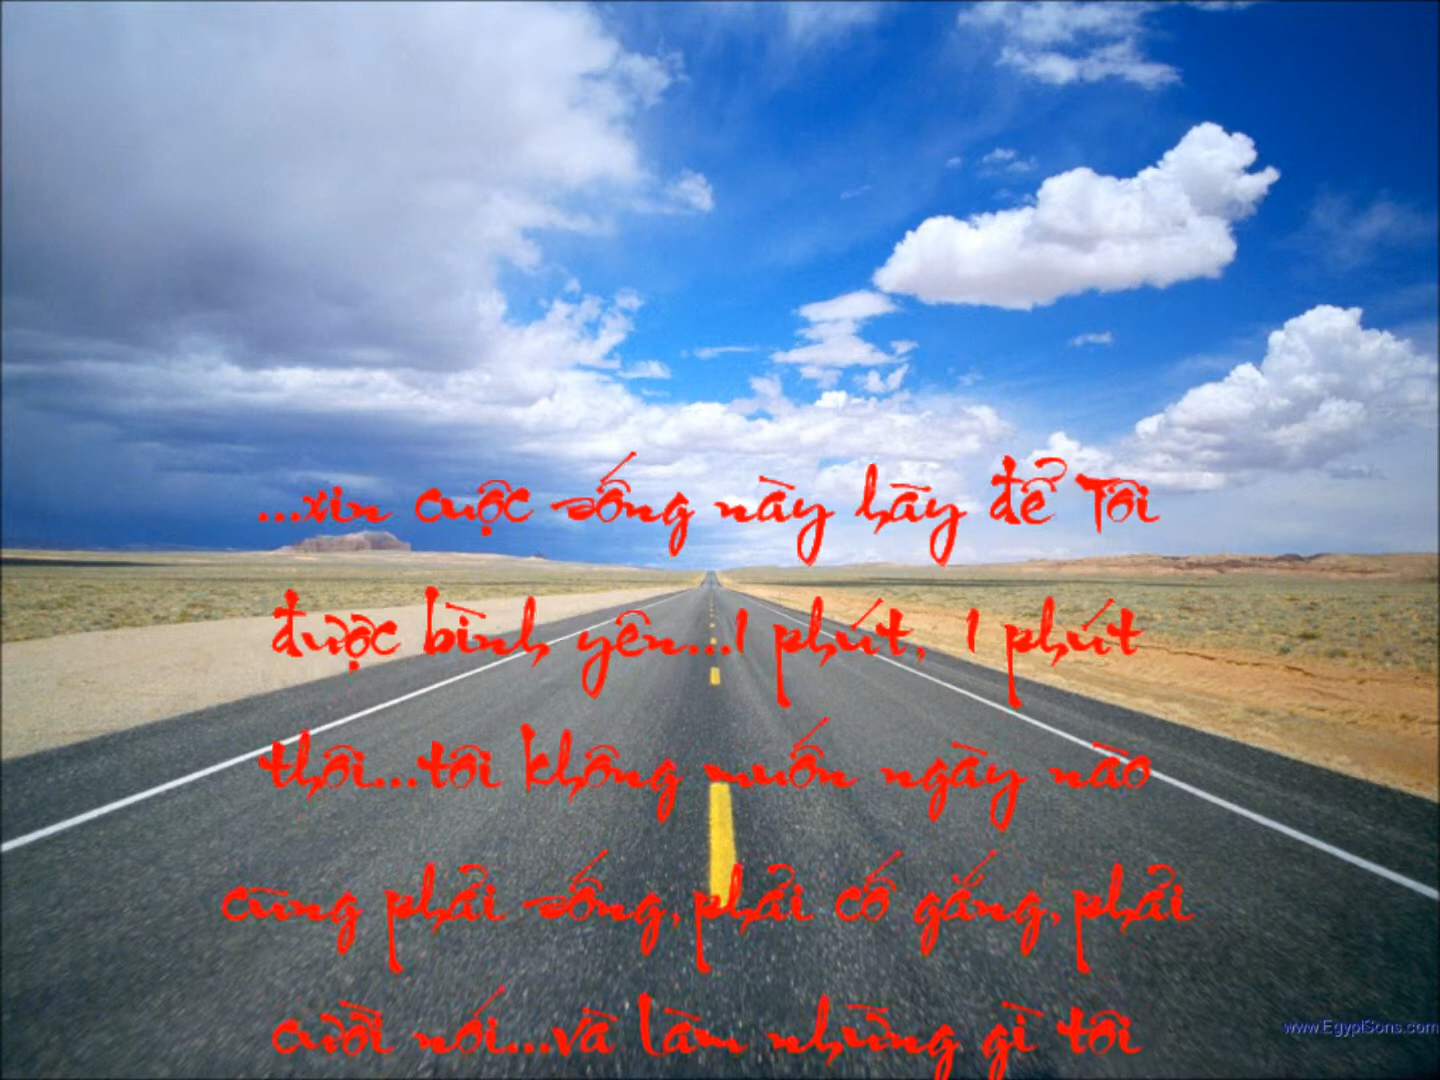 ...xin cuộc sống này hãy để Tôi
được bình yên...1 phút, 1 phút
thôi...tôi không muốn ngày nào
cũng phải sống,phải cố gắng,phải
cười nói...và làm những gì tôi
www.EgyptSons.com